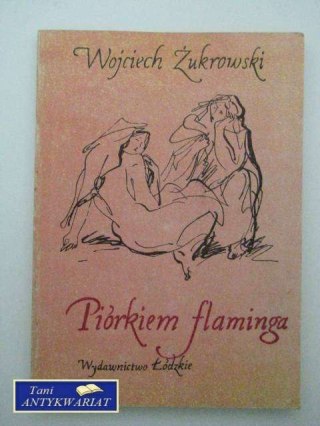 Wojciech Żukrowski
Piórkiem flaminga
Wydawnictwo Łódzkie
Tani
ANTYKWARIAT